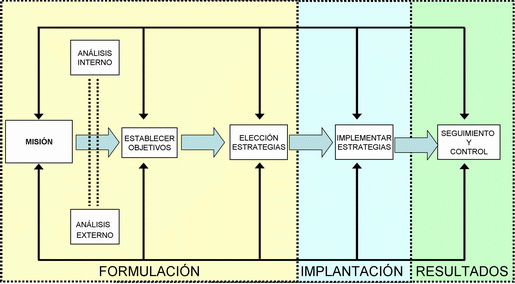 ANÁLISIS
INTERNO
MISIÓN
ESTABLECER
OBJETIVOS
ELECCIÓN
ESTRATEGIAS
IMPLEMENTAR
ESTRATEGIAS
SEGUIMIENTO
Y
CONTROL
ANÁLISIS
EXTERNO
FORMULACIÓN
IMPLANTACIÓN
RESULTADOS